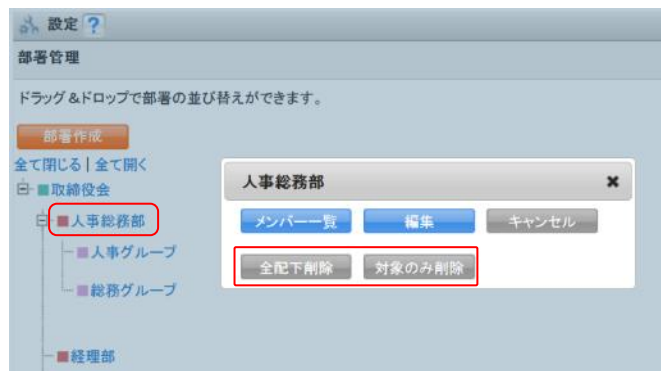 設定 ?
部署管理
ドラッグ&ドロップで部署の並び替えができます。
部署作成
全て閉じる | 全て開く
取締役会
人事総務部
人事グループ
総務グループ
経理部
人事総務部 ✖
メンバー一覧 編集 キャンセル
全配下削除 対象のみ削除